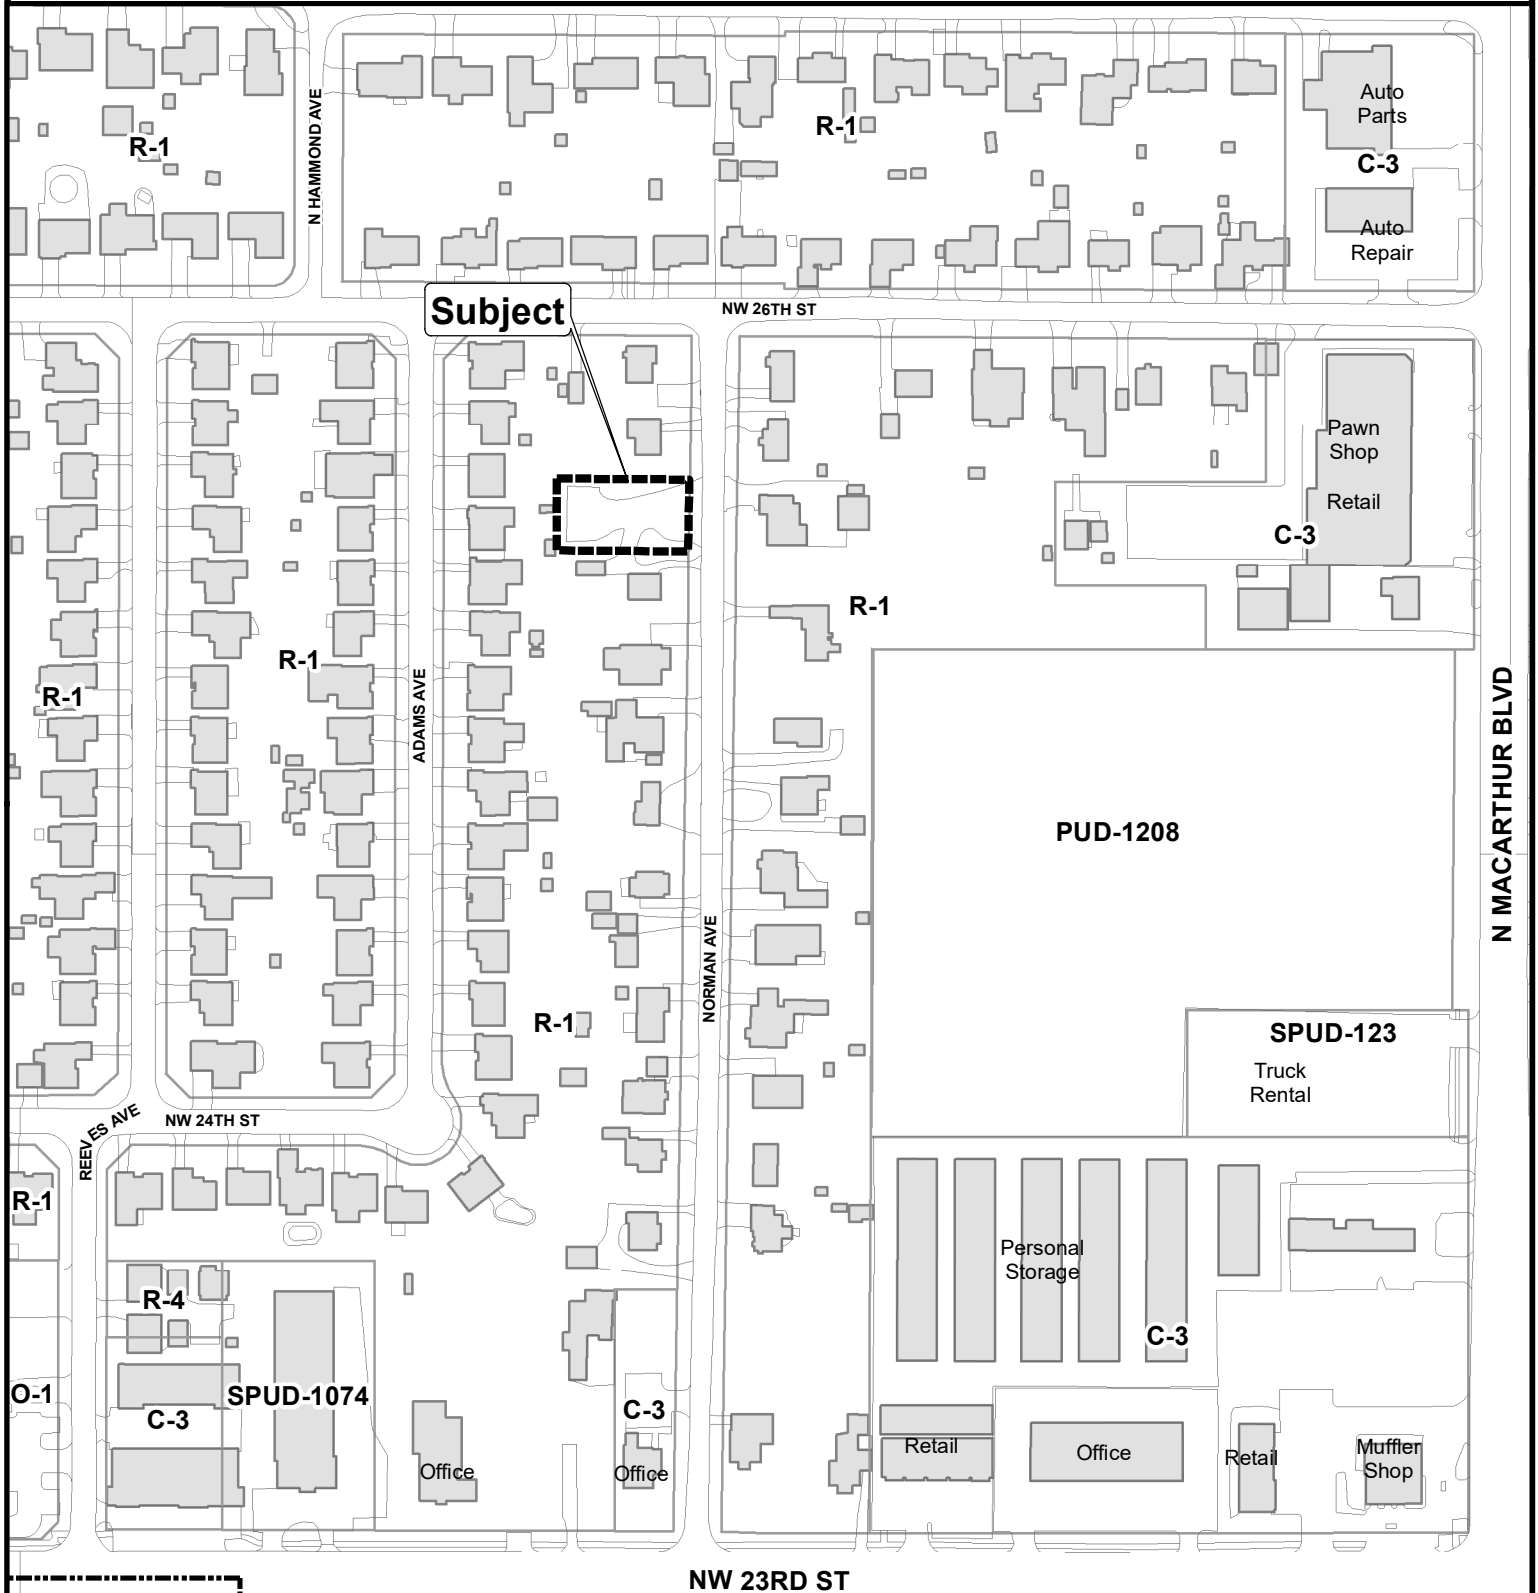 N HAMMOND AVE
R-1
R-1
Auto
Parts
C-3
Auto
Repair
Subject
NW 26TH ST
Pawn
Shop
Retail
C-3
R-1
R-1
R-1
ADAMS AVE
N MACARTHUR BLVD
PUD-1208
NORMAN AVE
R-1
SPUD-123
Truck
Rental
REEVES AVE
NW 24TH ST
R-1
Personal
Storage
R-4
C-3
O-1
SPUD-1074
C-3
C-3
Office
Office
Retail
Office
Retail
Muffler
Shop
NW 23RD ST